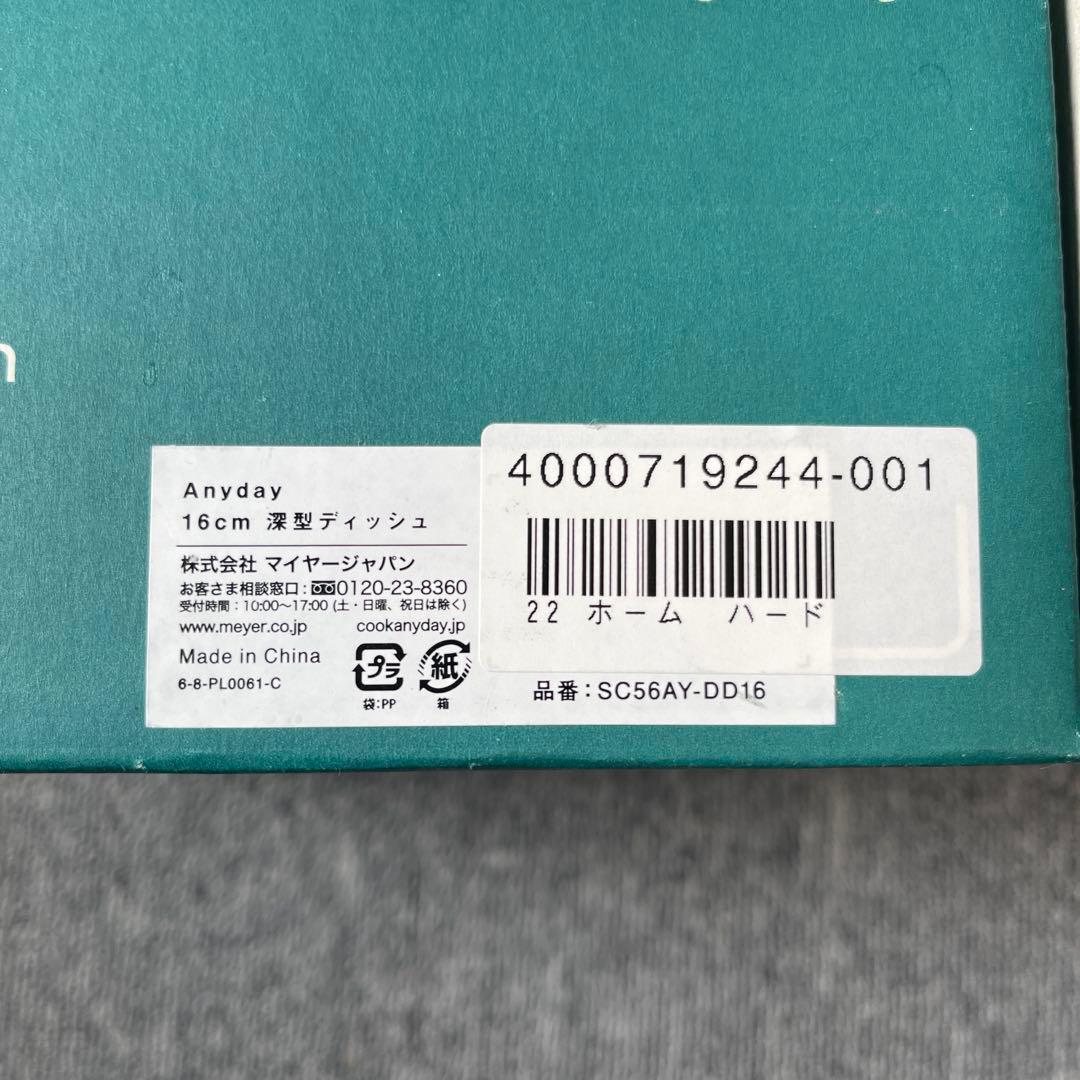 Anyday
16cm 深型ディッシュ
株式会社 マイヤージャパン
お客さま相談窓口:0120-23-8360
受付時間:10:00〜17:00 (土・日曜、祝日は除く)
www.meyer.co.jp cookanyday.jp
Made in China
6-8-PL0061-C
プラ
袋:PP
紙
箱
4000719244-001
22 ホーム ハード
品番:SC56AY-DD16